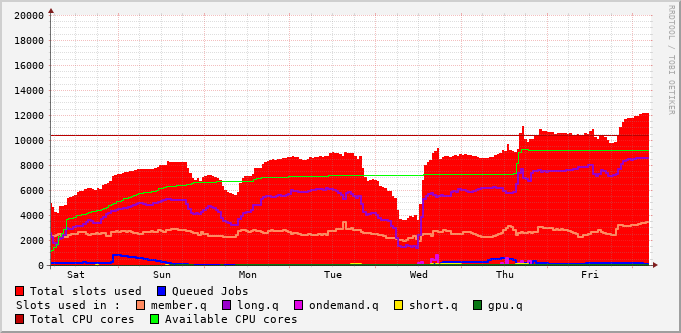 RRDTOOL / TOBI OETIKER
20000
18000
16000
14000
12000
10000
8000
6000
4000
2000
0
Sat Sun Mon Tue Wed Thu Fri
Total slots used Queued Jobs
Slots used in : member.q long.q ondemand.q short.q gpu.q
Total CPU cores Available CPU cores